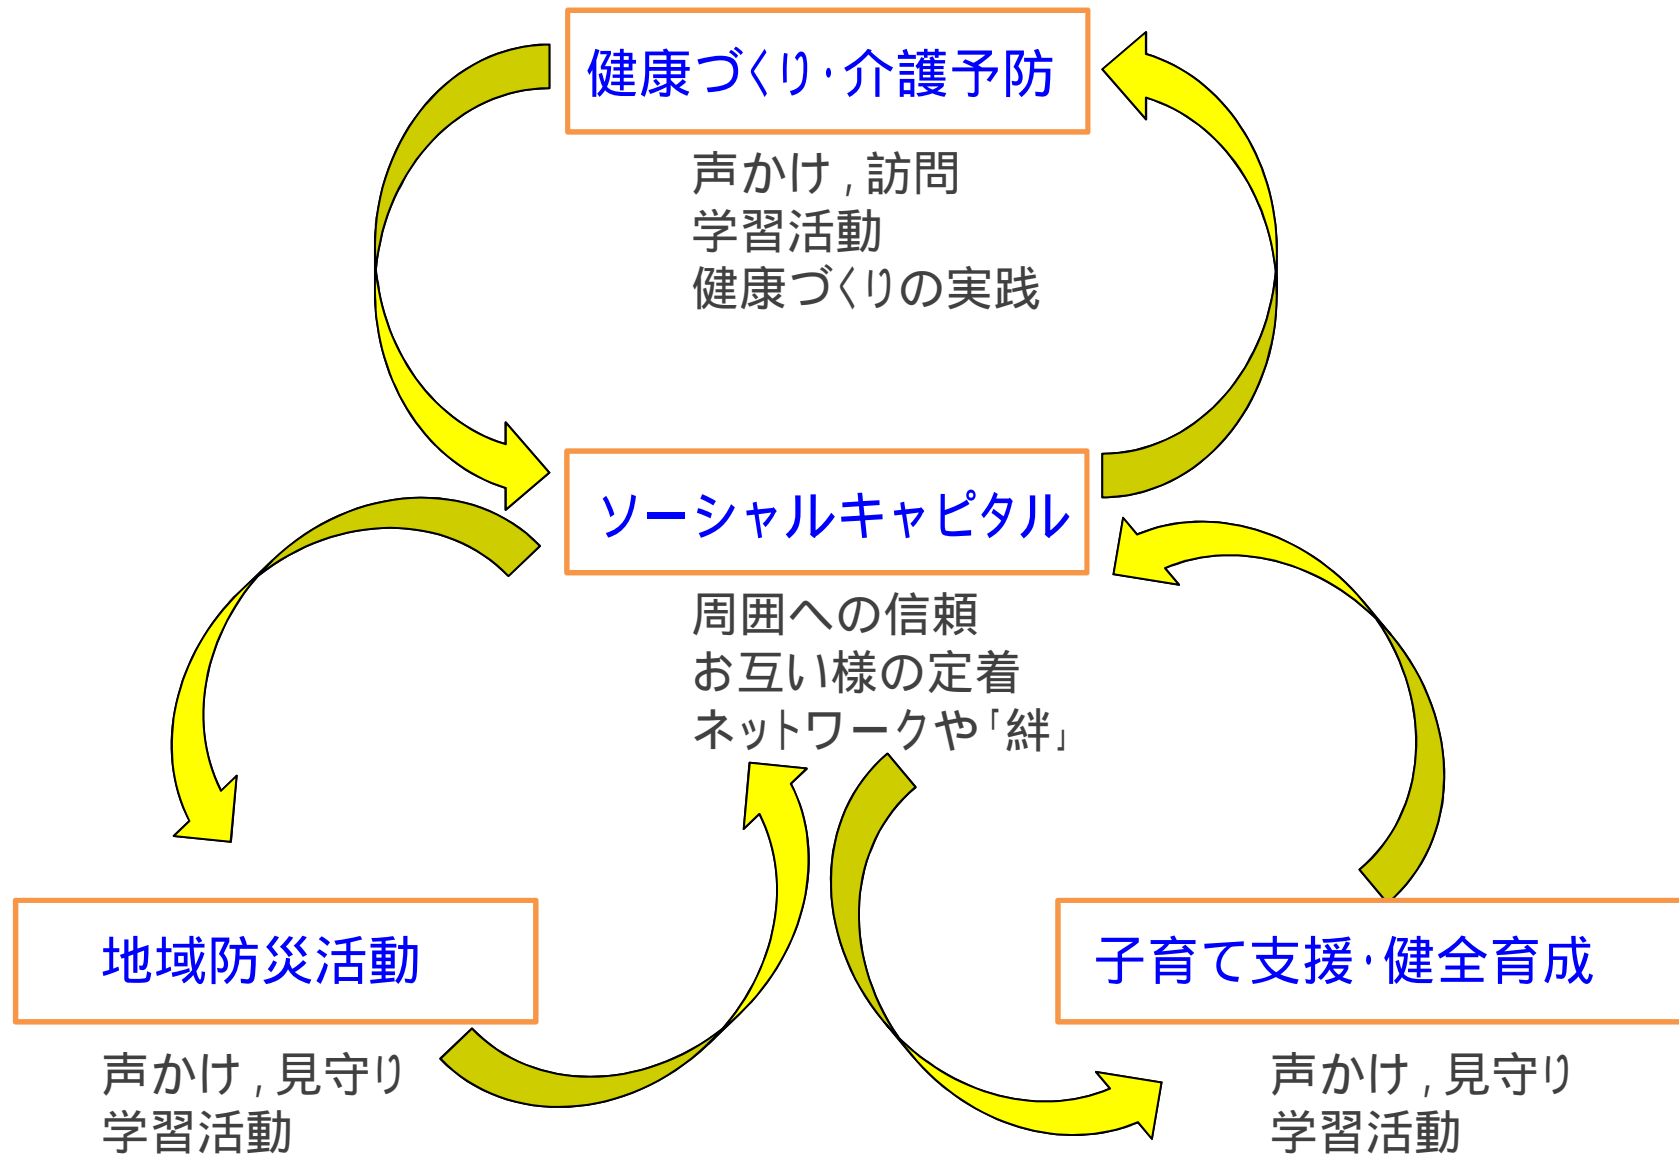 健康づくり・介護予防
声かけ,訪問
学習活動
健康づくりの実践
ソーシャルキャピタル
周囲への信頼
お互い様の定着
ネットワークや「絆」
地域防災活動
声かけ,見守り
学習活動
子育て支援・健全育成
声かけ,見守り
学習活動